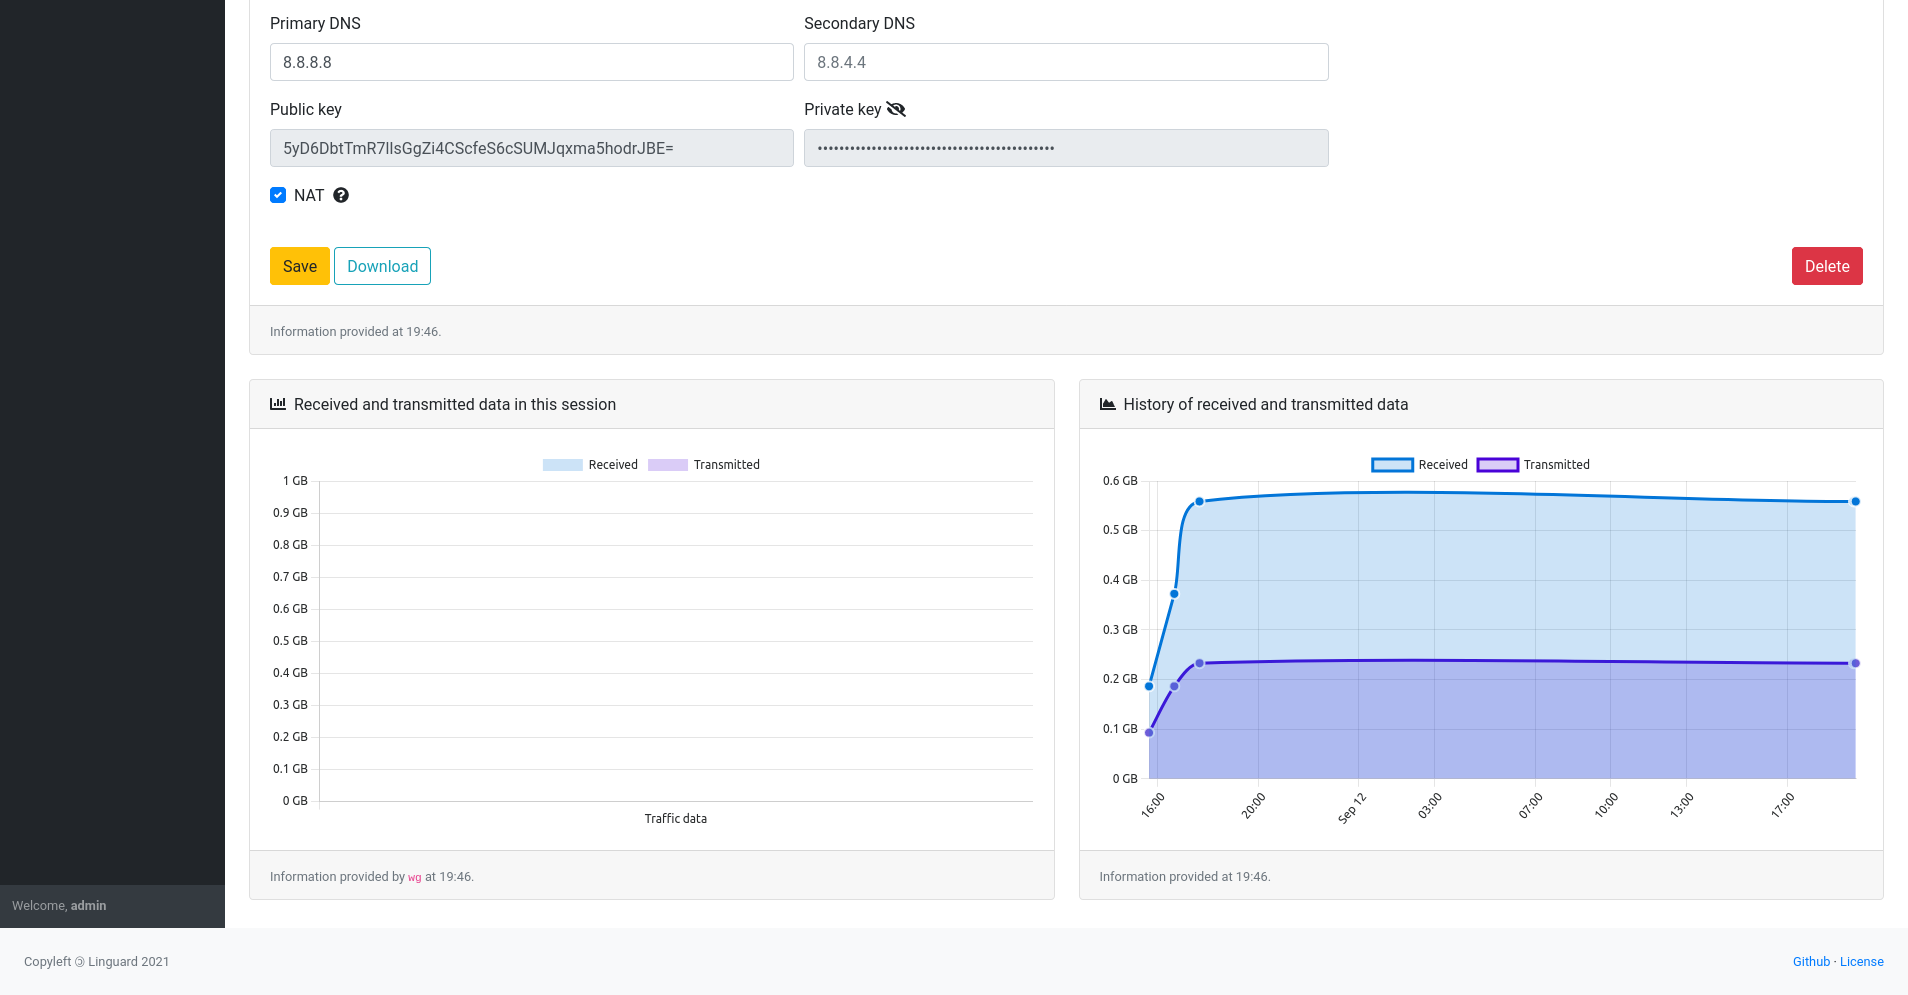 Primary DNS
Secondary DNS
8.8.8.8
8.8.4.4
Public key
Private key
5yD6DbtTmR7lIsGgZi4CScfeS6cSUMJqxma5hodrJBE=
••••••••••••••••••••••••••••••••••••••••••••
NAT
Save
Download
Delete
Information provided at 19:46.
Received and transmitted data in this session
Received
Transmitted
1 GB
0.9 GB
0.8 GB
0.7 GB
0.6 GB
0.5 GB
0.4 GB
0.3 GB
0.2 GB
0.1 GB
0 GB
Traffic data
Information provided by wg at 19:46.
History of received and transmitted data
Received
Transmitted
0.6 GB
0.5 GB
0.4 GB
0.3 GB
0.2 GB
0.1 GB
0 GB
16:00
20:00
Sep 12
03:00
07:00
10:00
13:00
17:00
Information provided at 19:46.
Welcome, admin
Copyleft 🄯 Linguard 2021
Github · License